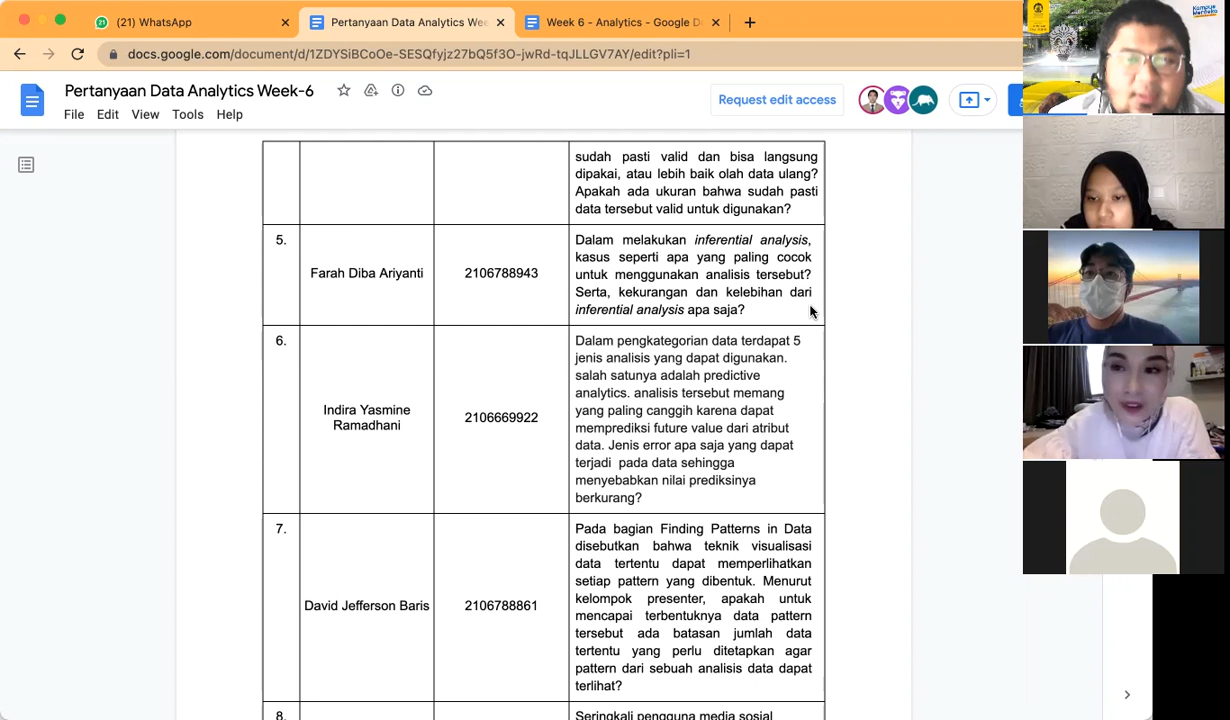 (21) WhatsApp
Pertanyaan Data Analytics Wee
Week 6 - Analytics - Google D
docs.google.com/document/d/1ZDYSiBCoOe-SESQfyjz27bQ5f3O-jwRd-tqJLLGV7AY/edit?pli=1
Pertanyaan Data Analytics Week-6
File Edit View Tools Help
Request edit access
sudah pasti valid dan bisa langsung
dipakai, atau lebih baik olah data ulang?
Apakah ada ukuran bahwa sudah pasti
data tersebut valid untuk digunakan?
5.
Farah Diba Ariyanti
2106788943
Dalam melakukan inferential analysis,
kasus seperti apa yang paling cocok
untuk menggunakan analisis tersebut?
Serta, kekurangan dan kelebihan dari
inferential analysis apa saja?
6.
Indira Yasmine
Ramadhani
2106669922
Dalam pengkategorian data terdapat 5
jenis analisis yang dapat digunakan.
salah satunya adalah predictive
analytics. analisis tersebut memang
yang paling canggih karena dapat
memprediksi future value dari atribut
data. Jenis error apa saja yang dapat
terjadi pada data sehingga
menyebabkan nilai prediksinya
berkurang?
7.
David Jefferson Baris
2106788861
Pada bagian Finding Patterns in Data
disebutkan bahwa teknik visualisasi
data tertentu dapat memperlihatkan
setiap pattern yang dibentuk. Menurut
kelompok presenter, apakah untuk
mencapai terbentuknya data pattern
tersebut ada batasan jumlah data
tertentu yang perlu ditetapkan agar
pattern dari sebuah analisis data dapat
terlihat?
8.
Seringkali pengguna media sosial